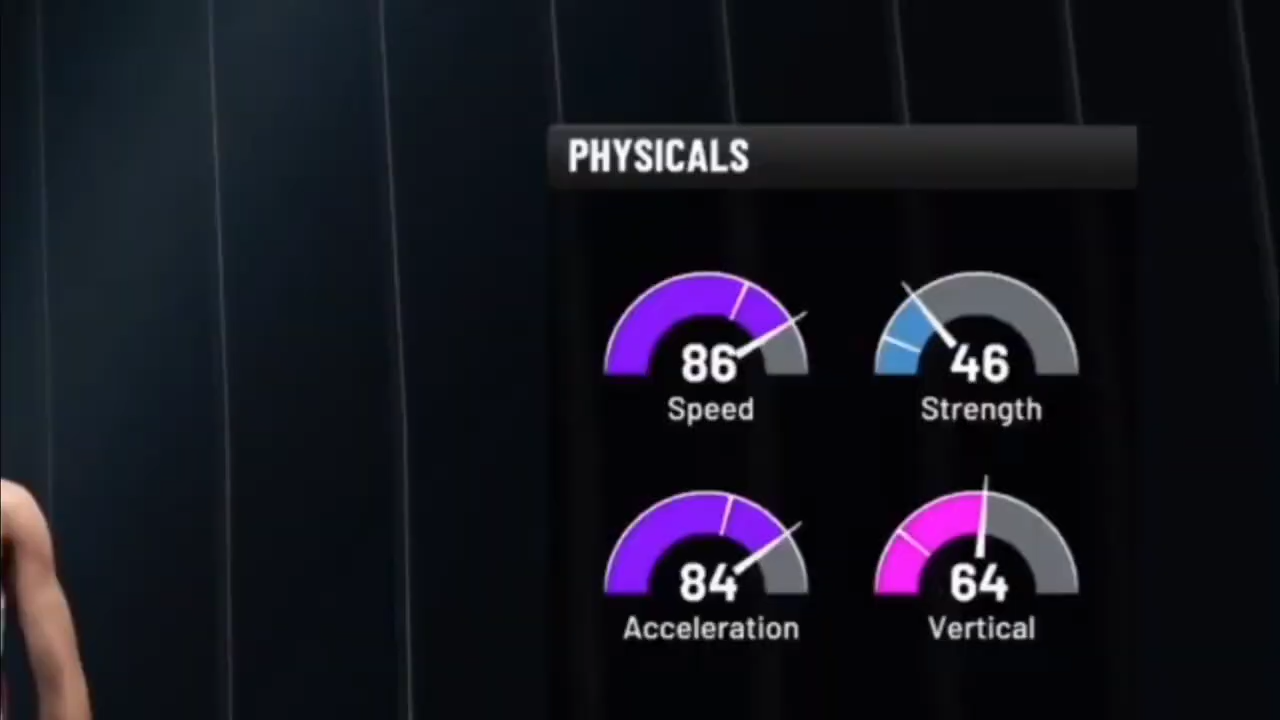 PHYSICALS
86 46
Speed Strength
84 64
Acceleration Vertical